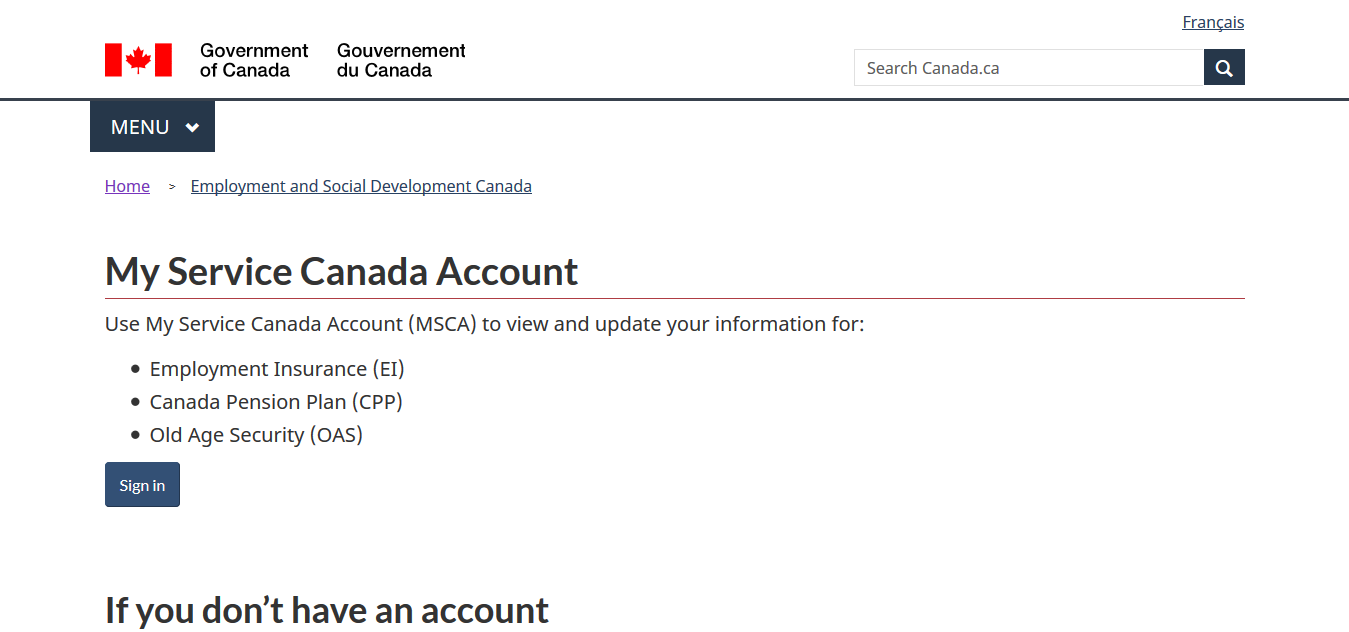 Français
Government of Canada
Gouvernement du Canada
Search Canada.ca
MENU
Home > Employment and Social Development Canada
My Service Canada Account
Use My Service Canada Account (MSCA) to view and update your information for:
• Employment Insurance (EI)
• Canada Pension Plan (CPP)
• Old Age Security (OAS)
Sign in
If you don’t have an account